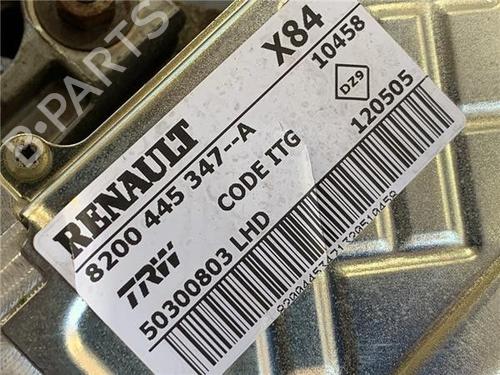 RENAULT
X84
8200 445 347--A
10458
DZ9
CODE ITG
120505
TRW
50300803 LHD
B-PARTS